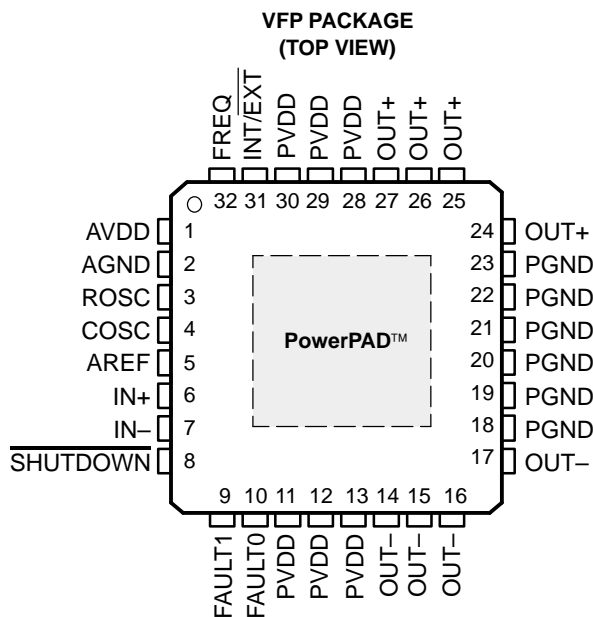 VFP PACKAGE
(TOP VIEW)
FREQ
INT/EXT
PVDD
PVDD
PVDD
OUT+
OUT+
OUT+
32 31 30 29 28 27 26 25
AVDD 1
AGND 2
ROSC 3
COSC 4
AREF 5
IN+ 6
IN– 7
SHUTDOWN 8
PowerPAD™
24 OUT+
23 PGND
22 PGND
21 PGND
20 PGND
19 PGND
18 PGND
17 OUT–
9 10 11 12 13 14 15 16
FAULT1
FAULT0
PVDD
PVDD
PVDD
OUT–
OUT–
OUT–